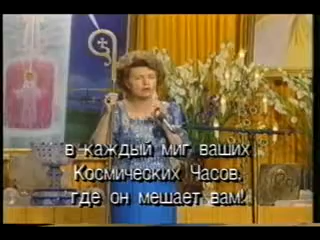 в каждый миг ваших
Космических Часов,
где он мешает вам!